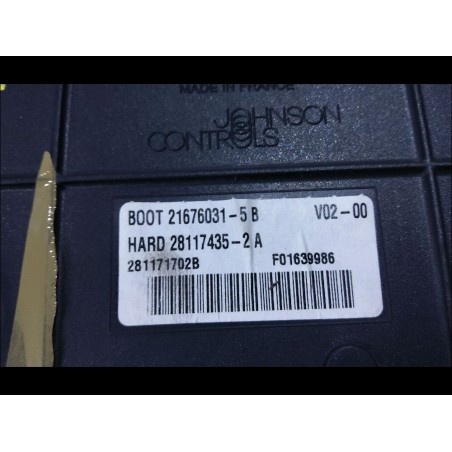 MADE IN FRANCE
JOHNSON
CONTROLS
BOOT 21676031-5 B V02-00
HARD 28117435-2 A
281171702B F01639986